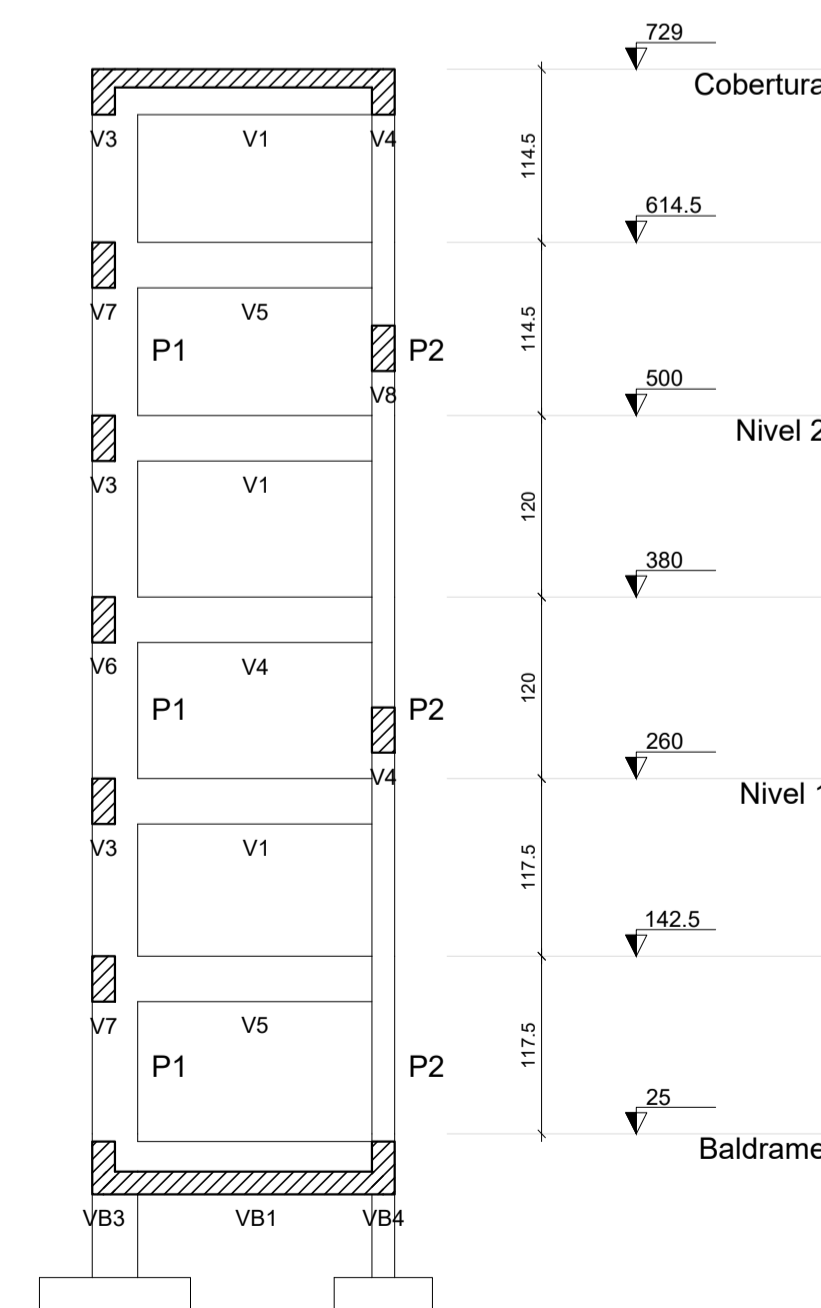 729
Cobertura
V3 V1 V4
114.5
614.5
V7 V5
P1 P2
114.5
500
V8
Nivel 2
V3 V1
120
380
V6 V4
P1 P2
120
260
V4
Nivel 1
V3 V1
117.5
142.5
V7 V5
P1 P2
117.5
25
Baldrame
VB3 VB1 VB4